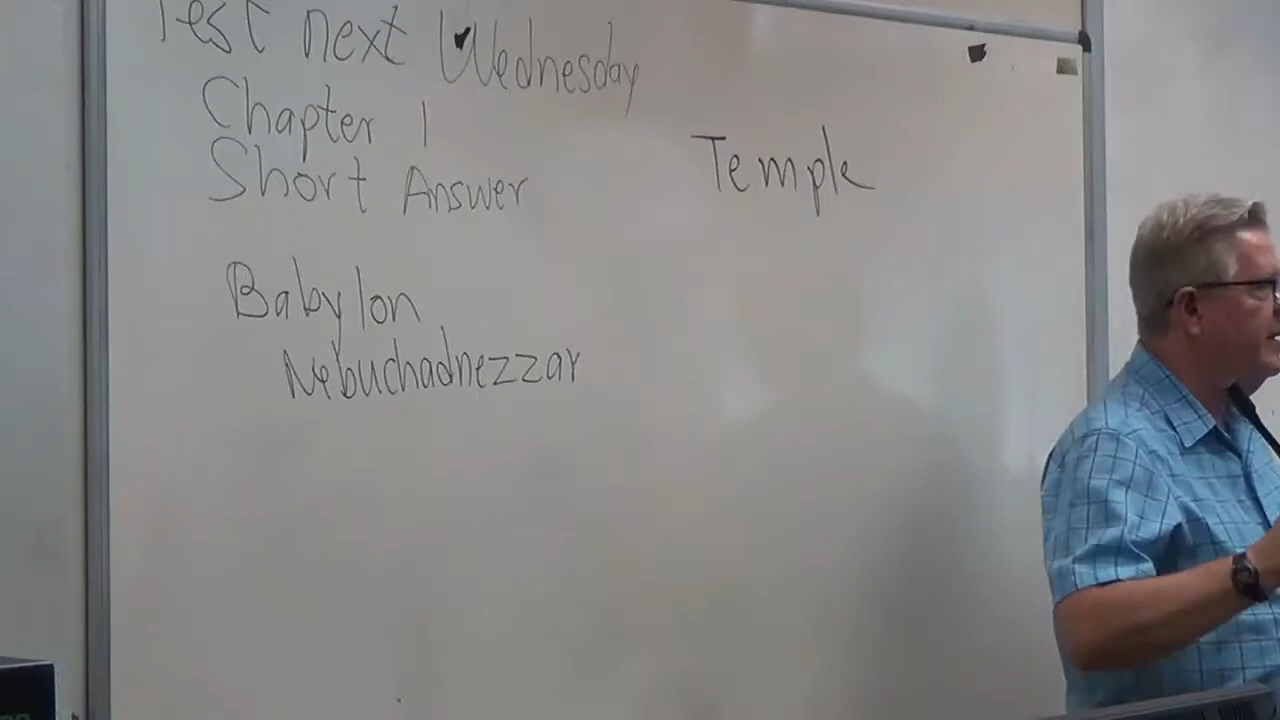 Test next Wednesday
Chapter 1
Short Answer
Temple
Babylon
Nebuchadnezzar